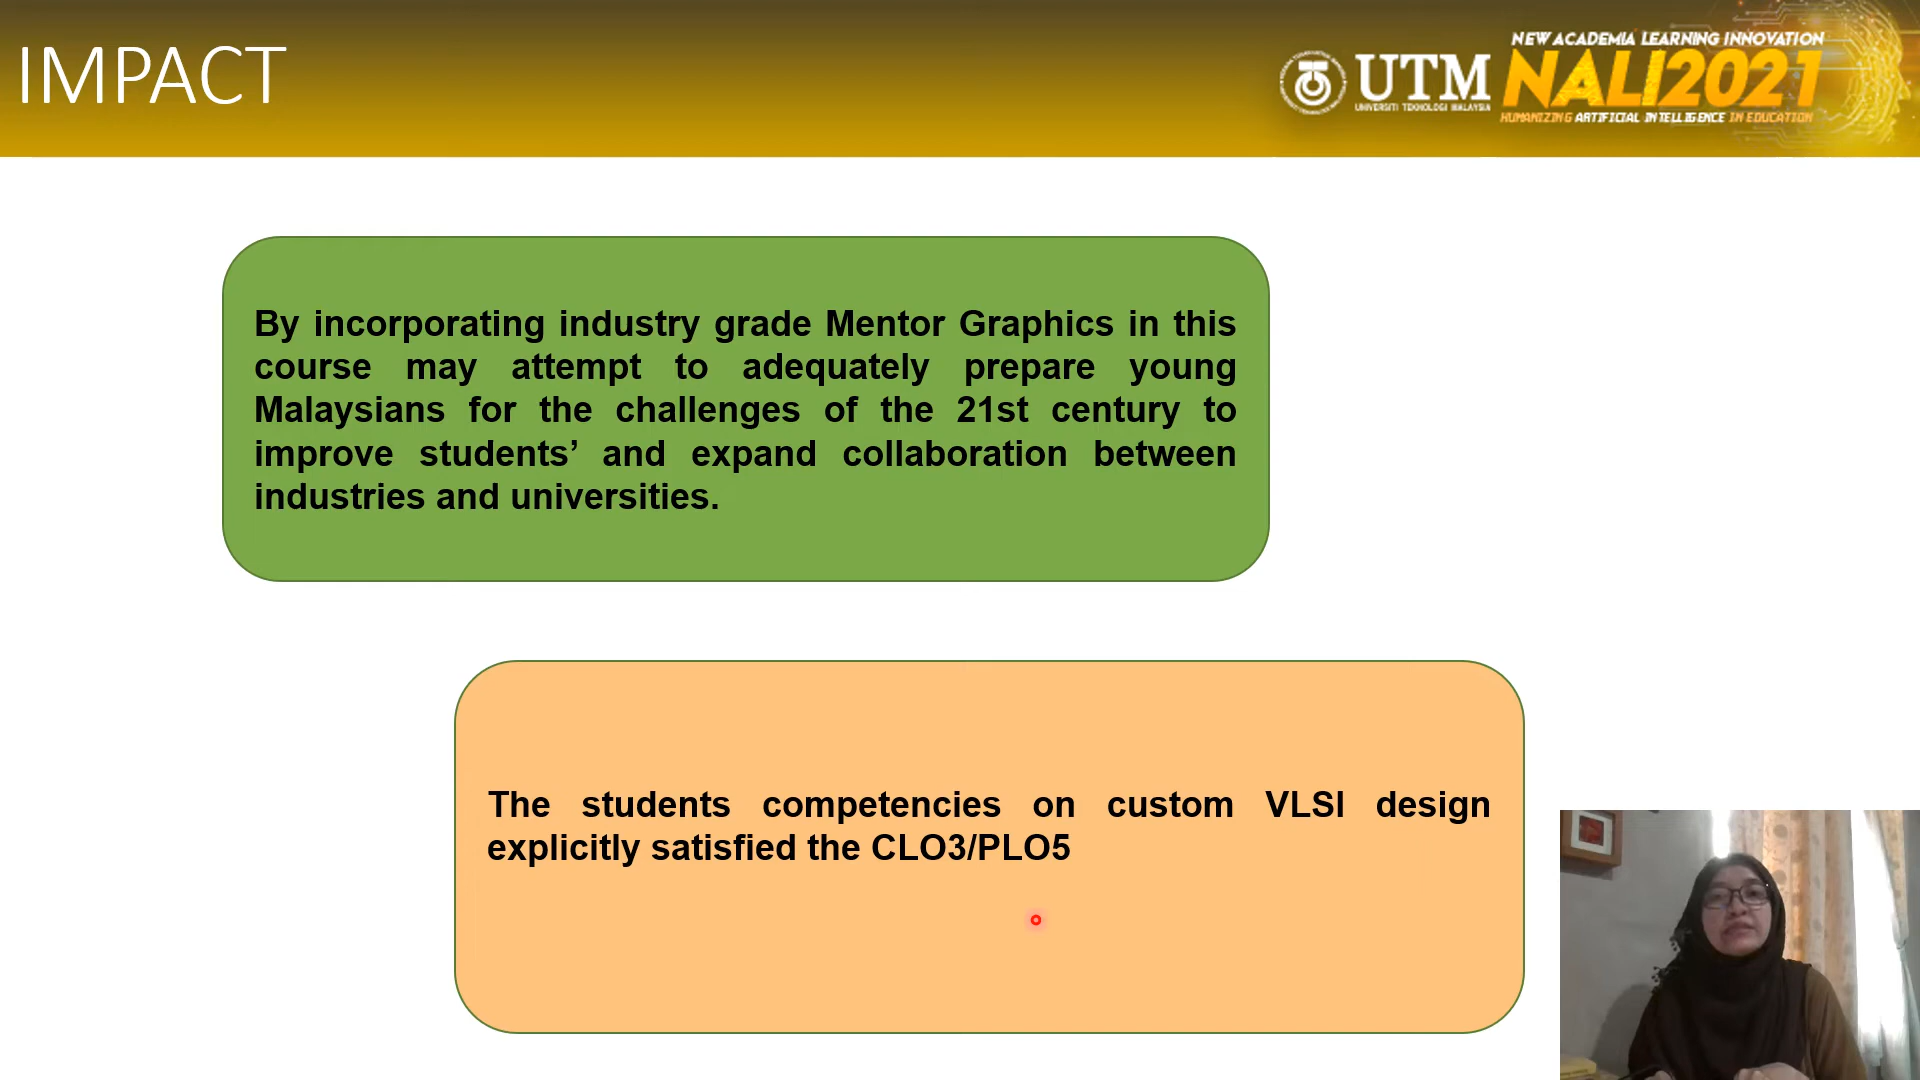 IMPACT
UTM
UNIVERSITI TEKNOLOGI MALAYSIA
NEW ACADEMIA LEARNING INNOVATION
NALI2021
HUMANIZING ARTIFICIAL INTELLIGENCE IN EDUCATION
By incorporating industry grade Mentor Graphics in this
course may attempt to adequately prepare young
Malaysians for the challenges of the 21st century to
improve students’ and expand collaboration between
industries and universities.
The students competencies on custom VLSI design
explicitly satisfied the CLO3/PLO5